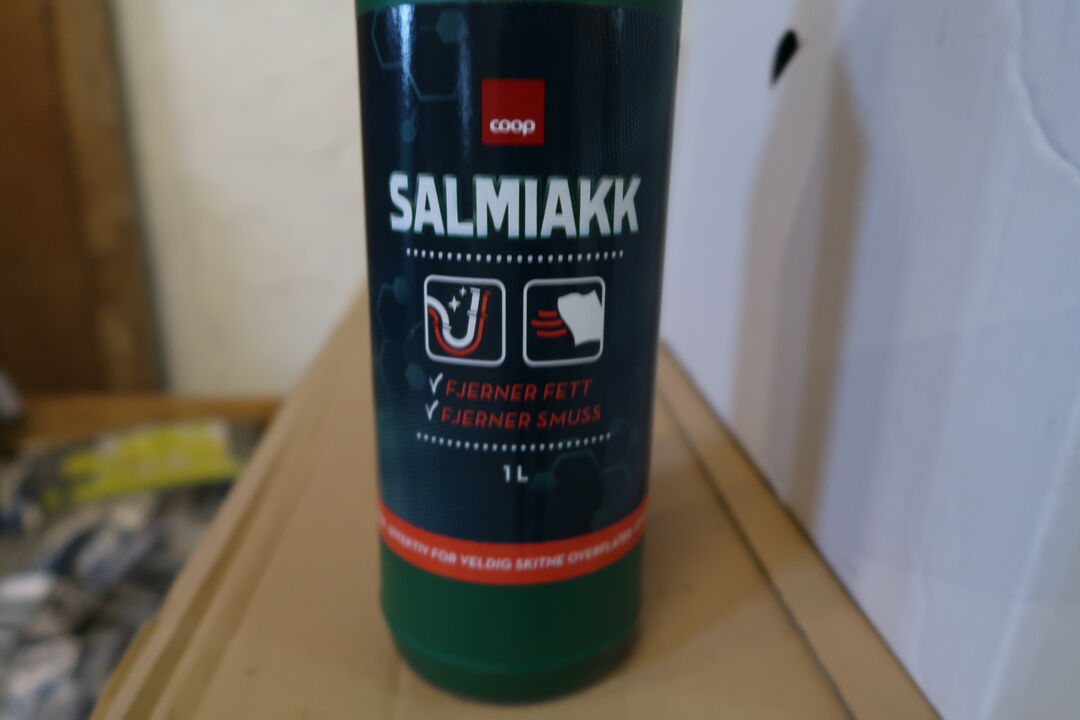 coop
SALMIAKK
FJERNER FETT
FJERNER SMUSS
1 L
EFFEKTIV FOR VELDIG SKITNE OVERFLATER